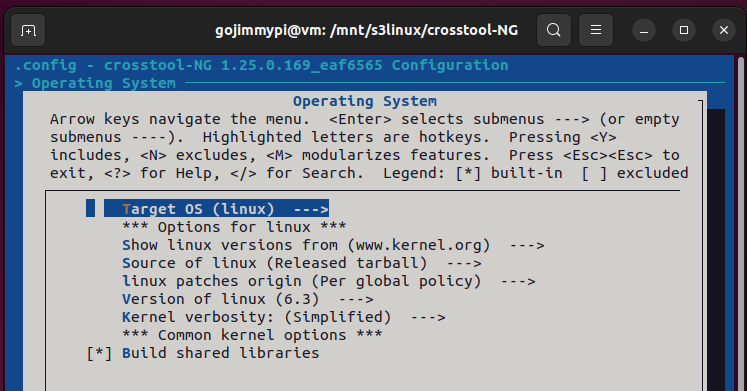 gojimmypi@vm: /mnt/s3linux/crosstool-NG
.config - crosstool-NG 1.25.0.169_eaf6565 Configuration
> Operating System
Operating System
Arrow keys navigate the menu.  <Enter> selects submenus ---> (or empty
submenus ----).  Highlighted letters are hotkeys.  Pressing <Y>
includes, <N> excludes, <M> modularizes features.  Press <Esc><Esc> to
exit, <?> for Help, </> for Search.  Legend: [*] built-in  [ ] excluded
Target OS (linux)  --->
*** Options for linux ***
Show linux versions from (www.kernel.org)  --->
Source of linux (Released tarball)  --->
linux patches origin (Per global policy)  --->
Version of linux (6.3)  --->
Kernel verbosity: (Simplified)  --->
*** Common kernel options ***
[*] Build shared libraries